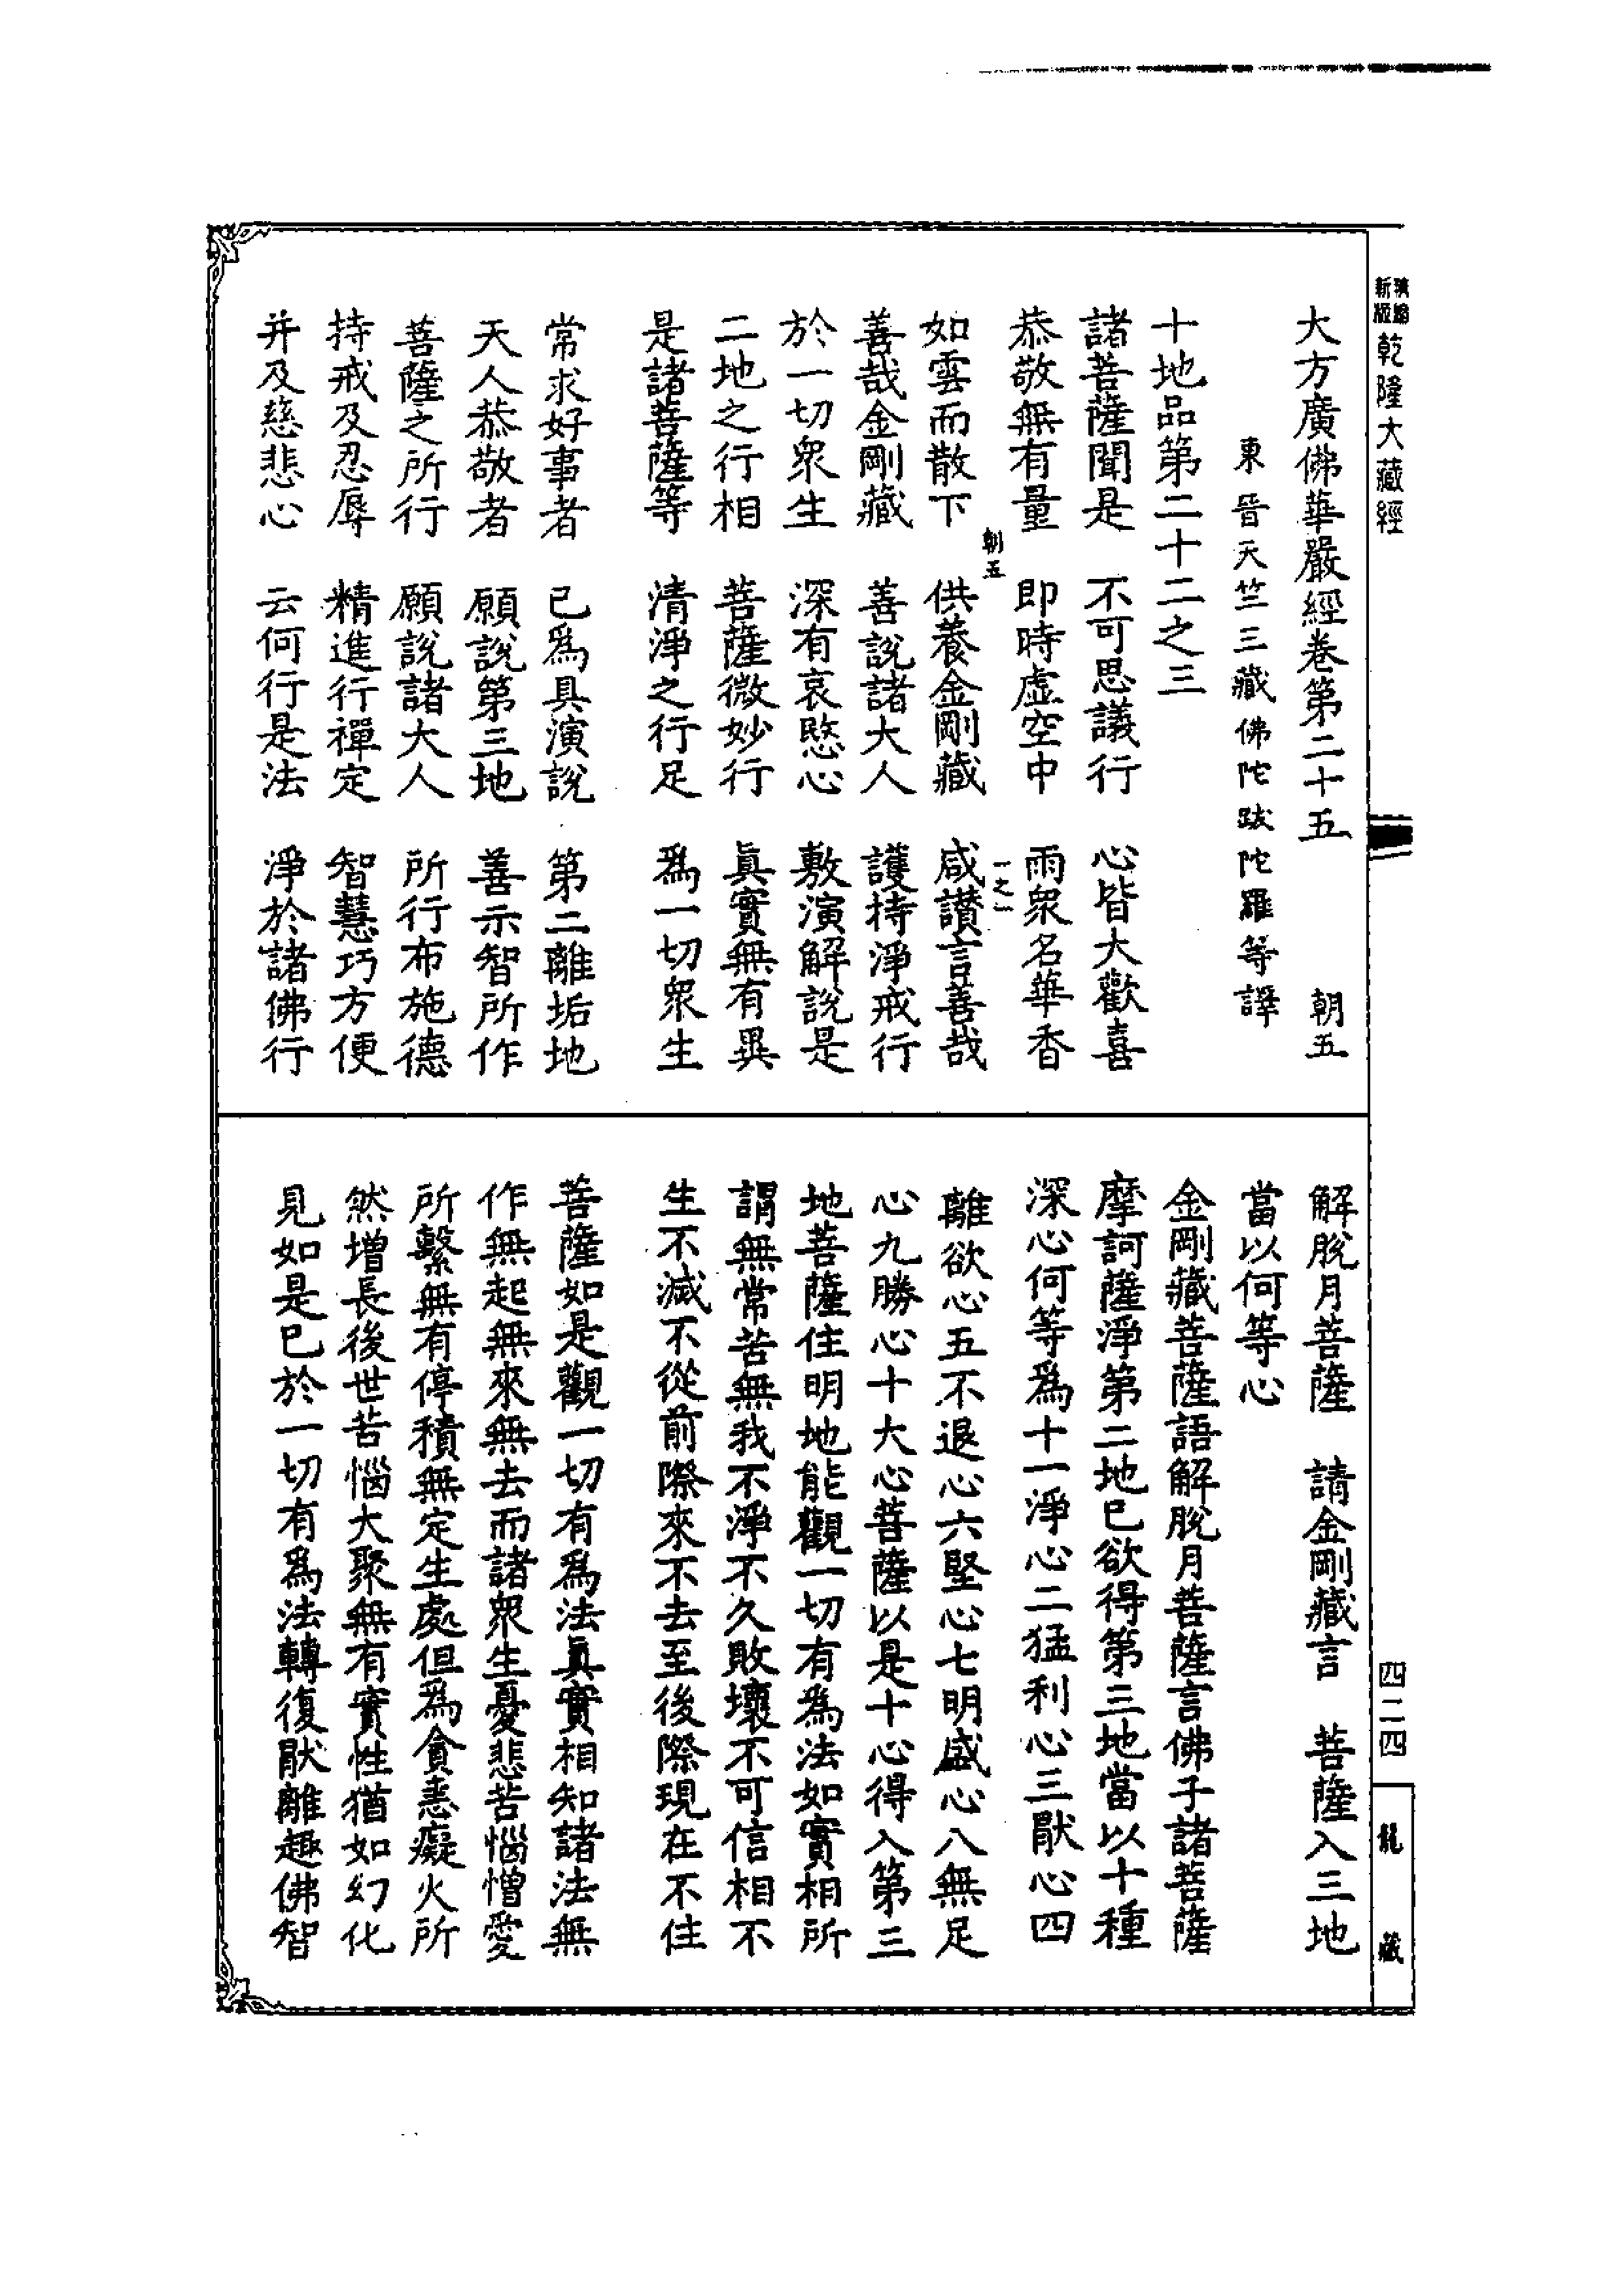 乾隆大藏經
大方廣佛華嚴經卷第二十五 朝五
東晉天竺三藏佛陀跋陀羅等譯
十地品第二十二之三
諸菩薩聞是 不可思議行 心皆大歡喜
恭敬無有量 即時虛空中 雨衆名華香
朝五 一之一
如雲而散下 供養金剛藏 咸讃言善哉
善哉金剛藏 善說諸大人 護持淨戒行
於一切衆生 深有哀愍心 敷演解說是
二地之行相 菩薩微妙行 眞實無有異
是諸菩薩等 清淨之行足 爲一切衆生
常求好事者 已爲具演說 第二離垢地
天人恭敬者 願說第三地 善示智所作
菩薩之所行 願說諸大人 所行布施德
持戒及忍辱 精進行禪定 智慧巧方便
并及慈悲心 云何行是法 淨於諸佛行
解脫月菩薩 請金剛藏言 菩薩入三地
當以何等心
金剛藏菩薩語解脫月菩薩言佛子諸菩薩
摩訶薩淨第二地已欲得第三地當以十種
深心何等爲十一淨心二猛利心三猒心四
離欲心五不退心六堅心七明盛心八無足
心九勝心十大心菩薩以是十心得入第三
地菩薩住明地能觀一切有爲法如實相所
謂無常苦無我不淨不久敗壞不可信相不
生不滅不從前際來不去至後際現在不住
菩薩如是觀一切有爲法眞實相知諸法無
作無起無來無去而諸衆生憂悲苦惱憎愛
所繫無有停積無定生處但爲貪恚癡火所
然增長後世苦惱大聚無有實性猶如幻化
見如是已於一切有爲法轉復猒離趣佛智
四二四
龍藏